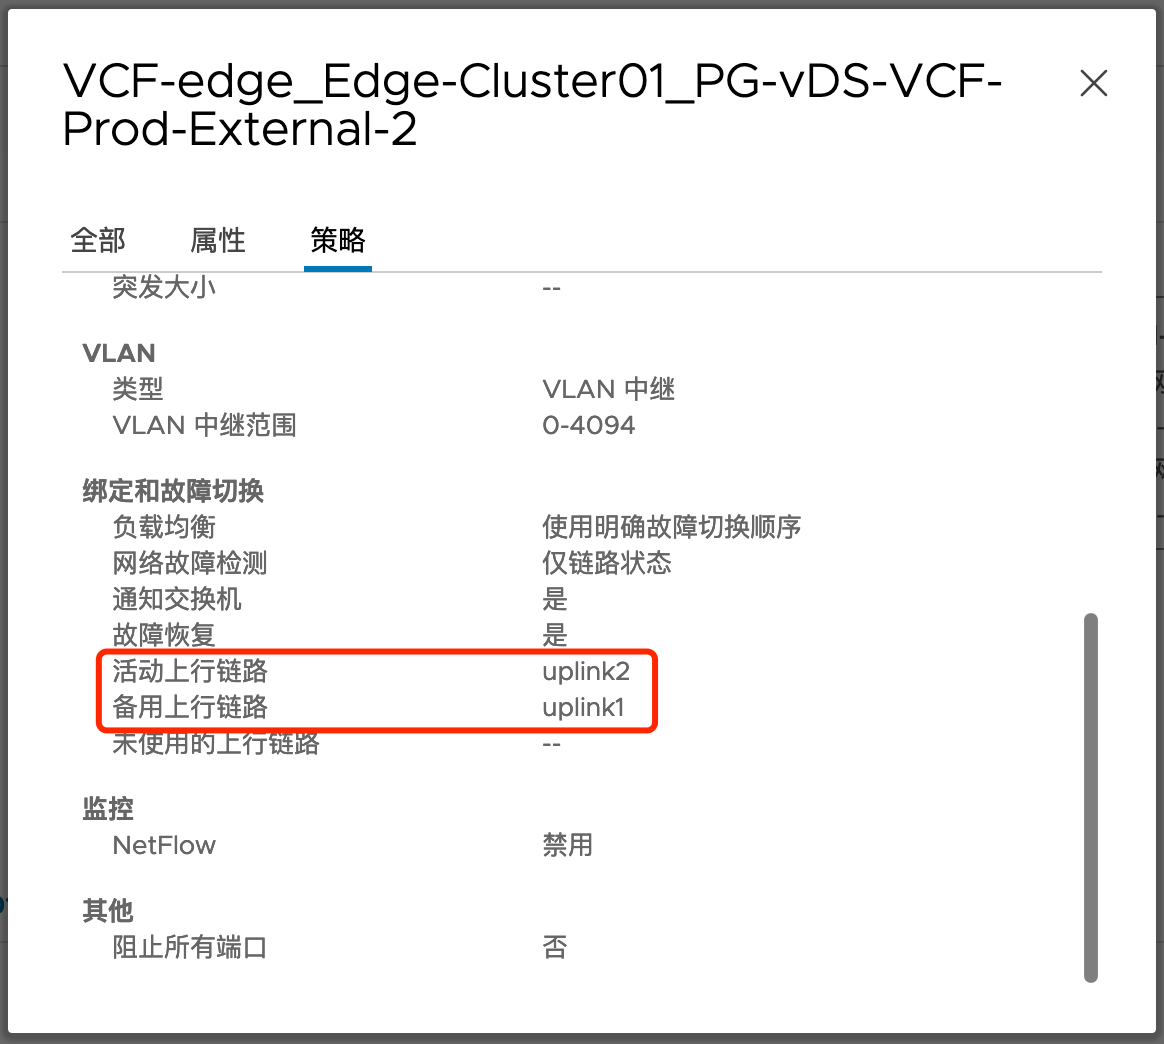 VCF-edge_Edge-Cluster01_PG-vDS-VCF-
Prod-External-2
全部 属性 策略
突发大小 --
VLAN
类型 VLAN 中继
VLAN 中继范围 0-4094
绑定和故障切换
负载均衡 使用明确故障切换顺序
网络故障检测 仅链路状态
通知交换机 是
故障恢复 是
活动上行链路 uplink2
备用上行链路 uplink1
未使用的上行链路 --
监控
NetFlow 禁用
其他
阻止所有端口 否